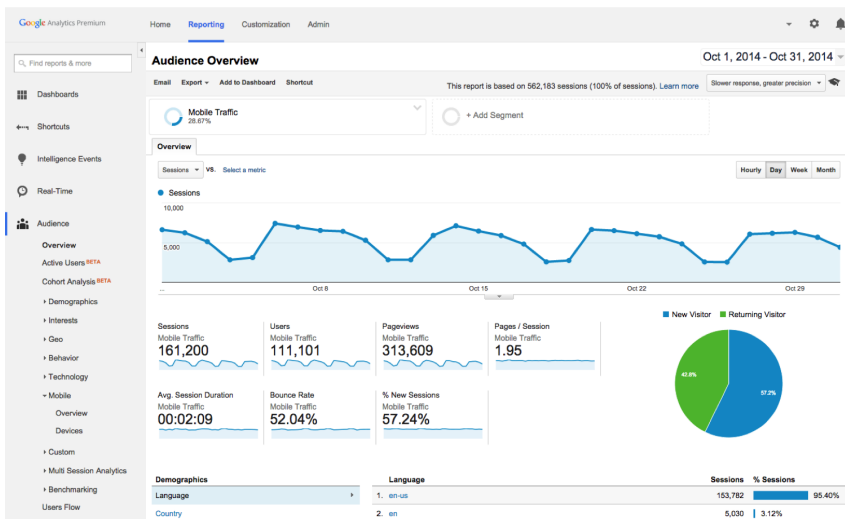 Google Analytics Premium
Home Reporting Customization Admin
Find reports & more
Dashboards
Shortcuts
Intelligence Events
Real-Time
Audience
Overview
Active Users BETA
Cohort Analysis BETA
Demographics
Interests
Geo
Behavior
Technology
Mobile
Overview
Devices
Custom
Multi Session Analytics
Benchmarking
Users Flow
Audience Overview
Oct 1, 2014 - Oct 31, 2014
Email Export Add to Dashboard Shortcut
This report is based on 562,183 sessions (100% of sessions). Learn more
Slower response, greater precision
Mobile Traffic
28.67%
+ Add Segment
Overview
Sessions VS. Select a metric
Hourly Day Week Month
Sessions
10,000
5,000
... Oct 8 Oct 15 Oct 22 Oct 29
New Visitor Returning Visitor
42.8%
57.2%
Sessions
Mobile Traffic
161,200
Users
Mobile Traffic
111,101
Pageviews
Mobile Traffic
313,609
Pages / Session
Mobile Traffic
1.95
Avg. Session Duration
Mobile Traffic
00:02:09
Bounce Rate
Mobile Traffic
52.04%
% New Sessions
Mobile Traffic
57.24%
Demographics
Language
Country
Language Sessions % Sessions
1. en-us 153,782 95.40%
2. en 5,030 3.12%